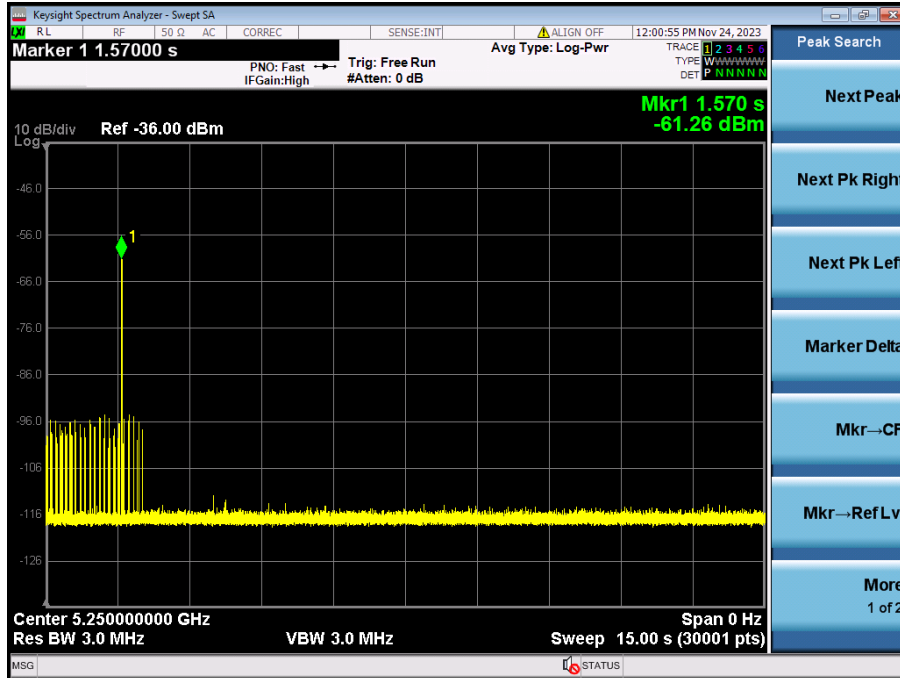 Keysight Spectrum Analyzer - Swept SA
LXI RL RF 50 Ω AC CORREC SENSE:INT ALIGN OFF 12:00:55 PM Nov 24, 2023
Marker 1 1.57000 s
PNO: Fast
IFGain:High
Trig: Free Run
#Atten: 0 dB
Avg Type: Log-Pwr
TRACE 1 2 3 4 5 6
TYPE WWWWWW
DET P N N N N N
Mkr1 1.570 s
-61.26 dBm
10 dB/div Ref -36.00 dBm
Log
-46.0
-56.0
1
-66.0
-76.0
-86.0
-96.0
-106
-116
-126
Center 5.250000000 GHz Span 0 Hz
Res BW 3.0 MHz VBW 3.0 MHz Sweep 15.00 s (30001 pts)
MSG STATUS
Peak Search
Next Peak
Next Pk Right
Next Pk Left
Marker Delta
Mkr→CF
Mkr→Ref Lv
More
1 of 2